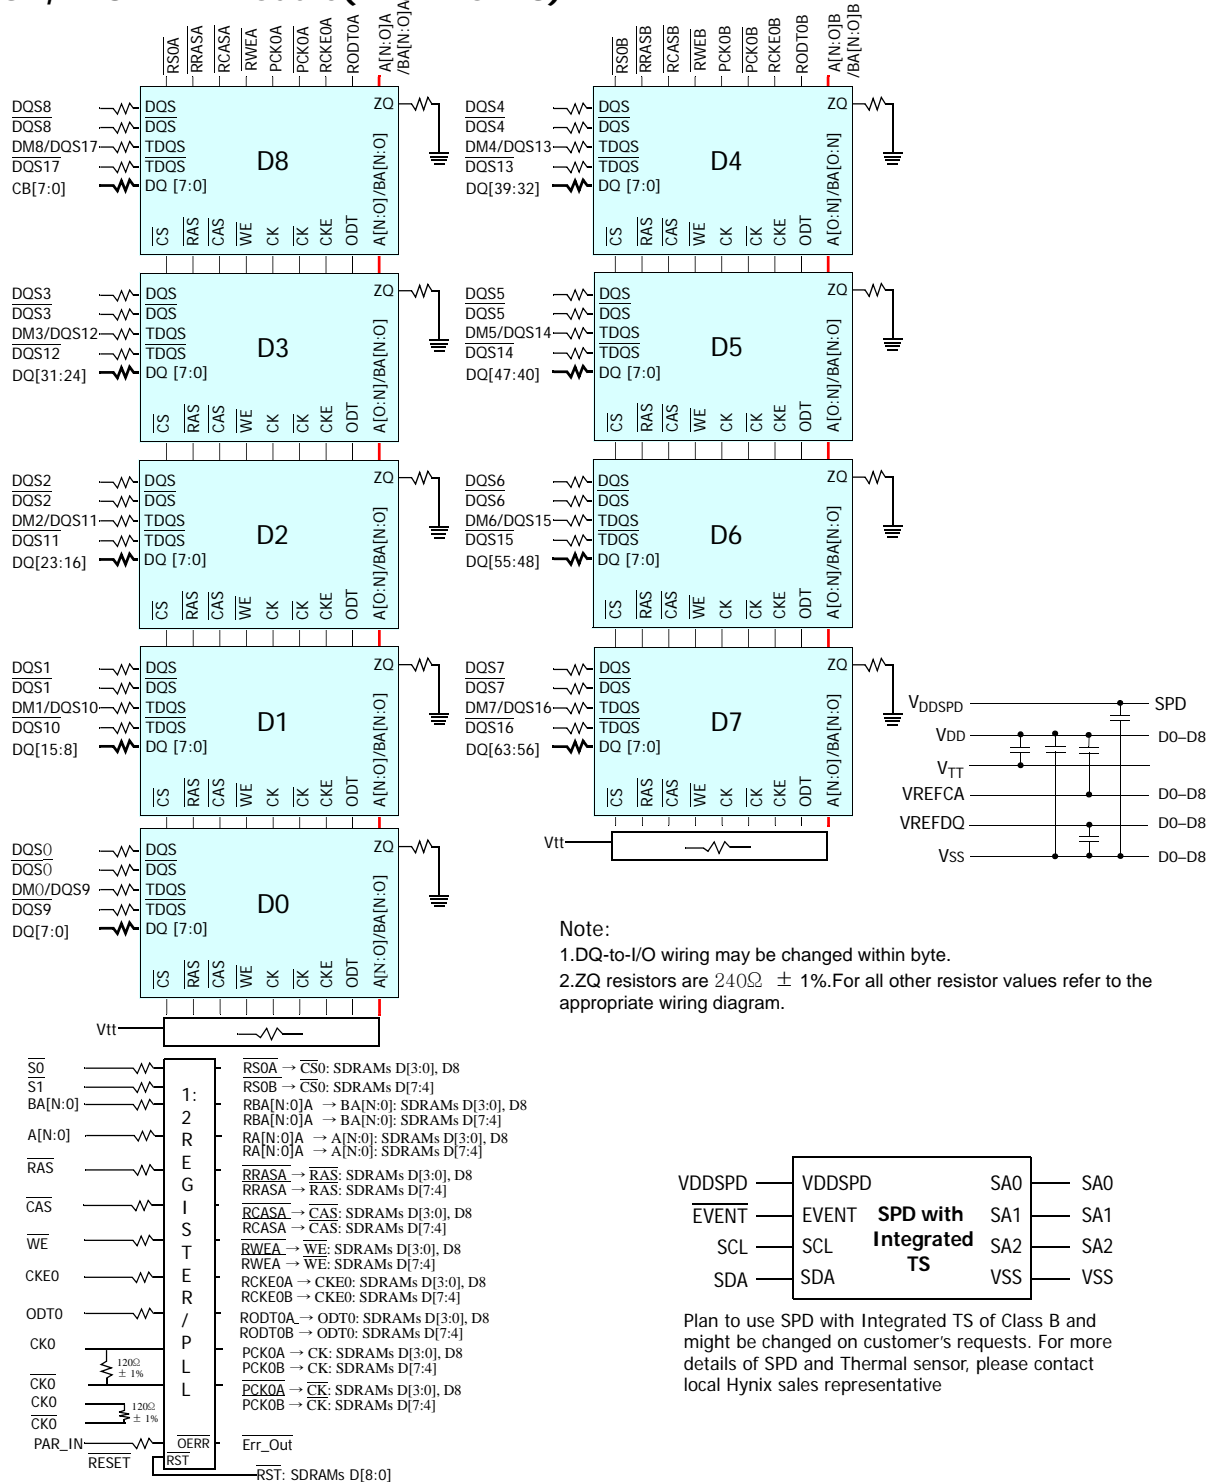 RS0A
RRASA
RCASA
RWEA
PCK0A
PCK0A
RCKE0A
RODT0A
A[N:O]A
/BA[N:O]A
RS0B
RRASB
RCASB
RWEB
PCK0B
PCK0B
RCKE0B
RODT0B
A[N:O]B
/BA[N:O]B
DQS8
DQS8
DM8/DQS17
DQS17
CB[7:0]
DQS
DQS
TDQS
TDQS
DQ [7:0]
D8
ZQ
CS
RAS
CAS
WE
CK
CK
CKE
ODT
A[N:O]/BA[N:O]
DQS4
DQS4
DM4/DQS13
DQS13
DQ[39:32]
DQS
DQS
TDQS
TDQS
DQ [7:0]
D4
ZQ
CS
RAS
CAS
WE
CK
CK
CKE
ODT
A[O:N]/BA[O:N]
DQS3
DQS3
DM3/DQS12
DQS12
DQ[31:24]
DQS
DQS
TDQS
TDQS
DQ [7:0]
D3
ZQ
CS
RAS
CAS
WE
CK
CK
CKE
ODT
A[O:N]/BA[N:O]
DQS5
DQS5
DM5/DQS14
DQS14
DQ[47:40]
DQS
DQS
TDQS
TDQS
DQ [7:0]
D5
ZQ
CS
RAS
CAS
WE
CK
CK
CKE
ODT
A[O:N]/BA[N:O]
DQS2
DQS2
DM2/DQS11
DQS11
DQ[23:16]
DQS
DQS
TDQS
TDQS
DQ [7:0]
D2
ZQ
CS
RAS
CAS
WE
CK
CK
CKE
ODT
A[O:N]/BA[N:O]
DQS6
DQS6
DM6/DQS15
DQS15
DQ[55:48]
DQS
DQS
TDQS
TDQS
DQ [7:0]
D6
ZQ
CS
RAS
CAS
WE
CK
CK
CKE
ODT
A[O:N]/BA[N:O]
DQS1
DQS1
DM1/DQS10
DQS10
DQ[15:8]
DQS
DQS
TDQS
TDQS
DQ [7:0]
D1
ZQ
CS
RAS
CAS
WE
CK
CK
CKE
ODT
A[N:O]/BA[N:O]
DQS7
DQS7
DM7/DQS16
DQS16
DQ[63:56]
DQS
DQS
TDQS
TDQS
DQ [7:0]
D7
ZQ
CS
RAS
CAS
WE
CK
CK
CKE
ODT
A[N:O]/BA[N:O]
Vtt
VDDSPD SPD
VDD D0–D8
VTT
VREFCA D0–D8
VREFDQ D0–D8
VSS D0–D8
DQS0
DQS0
DM0/DQS9
DQS9
DQ[7:0]
DQS
DQS
TDQS
TDQS
DQ [7:0]
D0
ZQ
CS
RAS
CAS
WE
CK
CK
CKE
ODT
A[N:O]/BA[N:O]
Vtt
Note:
1.DQ-to-I/O wiring may be changed within byte.
2.ZQ resistors are 240Ω ± 1%.For all other resistor values refer to the
appropriate wiring diagram.
S0
S1
BA[N:0]
A[N:0]
RAS
CAS
WE
CKE0
ODT0
CK0
120Ω
± 1%
CK0
CK0
120Ω
± 1%
CK0
PAR_IN
RESET
1:
2
R
E
G
I
S
T
E
R
/
P
L
L
OERR
RST
RS0A → CS0: SDRAMs D[3:0], D8
RS0B → CS0: SDRAMs D[7:4]
RBA[N:0]A → BA[N:0]: SDRAMs D[3:0], D8
RBA[N:0]A → BA[N:0]: SDRAMs D[7:4]
RA[N:0]A → A[N:0]: SDRAMs D[3:0], D8
RA[N:0]A → A[N:0]: SDRAMs D[7:4]
RRASA → RAS: SDRAMs D[3:0], D8
RRASA → RAS: SDRAMs D[7:4]
RCASA → CAS: SDRAMs D[3:0], D8
RCASA → CAS: SDRAMs D[7:4]
RWEA → WE: SDRAMs D[3:0], D8
RWEA → WE: SDRAMs D[7:4]
RCKE0A → CKE0: SDRAMs D[3:0], D8
RCKE0B → CKE0: SDRAMs D[7:4]
RODT0A → ODT0: SDRAMs D[3:0], D8
RODT0B → ODT0: SDRAMs D[7:4]
PCK0A → CK: SDRAMs D[3:0], D8
PCK0B → CK: SDRAMs D[7:4]
PCK0A → CK: SDRAMs D[3:0], D8
PCK0B → CK: SDRAMs D[7:4]
Err_Out
RST: SDRAMs D[8:0]
VDDSPD VDDSPD SA0 SA0
EVENT EVENT SPD with SA1 SA1
SCL SCL Integrated SA2 SA2
TS
SDA SDA VSS VSS
Plan to use SPD with Integrated TS of Class B and
might be changed on customer's requests. For more
details of SPD and Thermal sensor, please contact
local Hynix sales representative